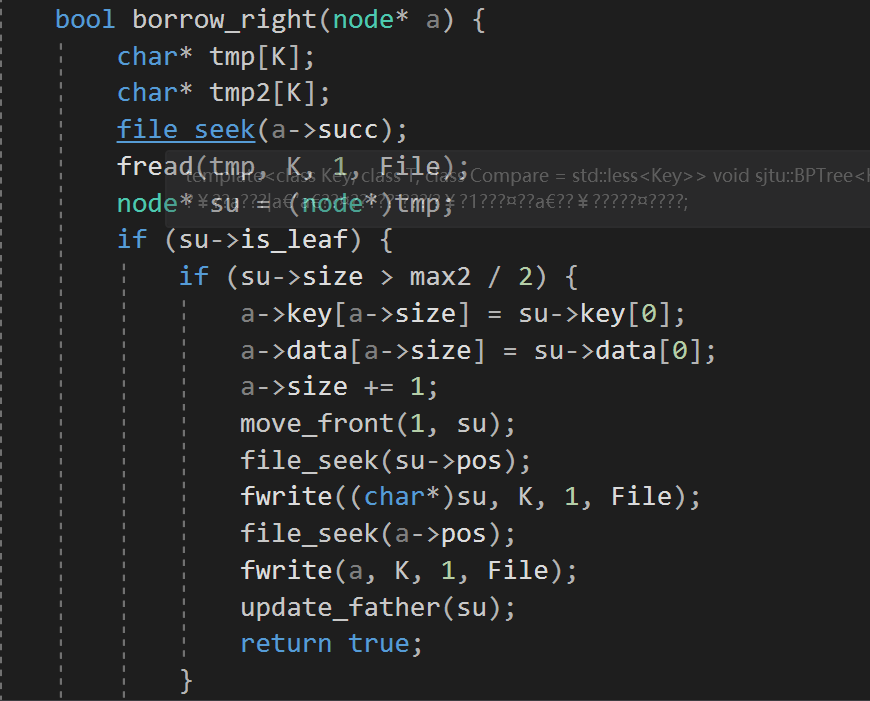 bool borrow_right(node* a) {
char* tmp[K];
char* tmp2[K];
file_seek(a->succ);
fread(tmp, K, 1, File);
template<class Key, class T, class Compare = std::less<Key>> void sjtu::BPTree<
node* su = (node*)tmp;
if (su->is_leaf) {
if (su->size > max2 / 2) {
a->key[a->size] = su->key[0];
a->data[a->size] = su->data[0];
a->size += 1;
move_front(1, su);
file_seek(su->pos);
fwrite((char*)su, K, 1, File);
file_seek(a->pos);
fwrite(a, K, 1, File);
update_father(su);
return true;
}